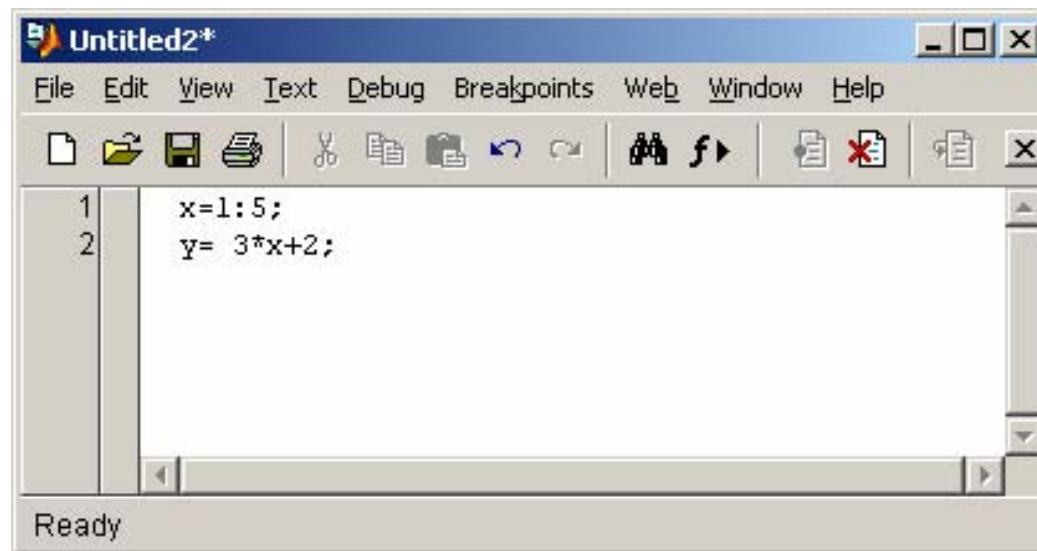 Untitled2*
File Edit View Text Debug Breakpoints Web Window Help
1 x=1:5;
2 y= 3*x+2;
Ready